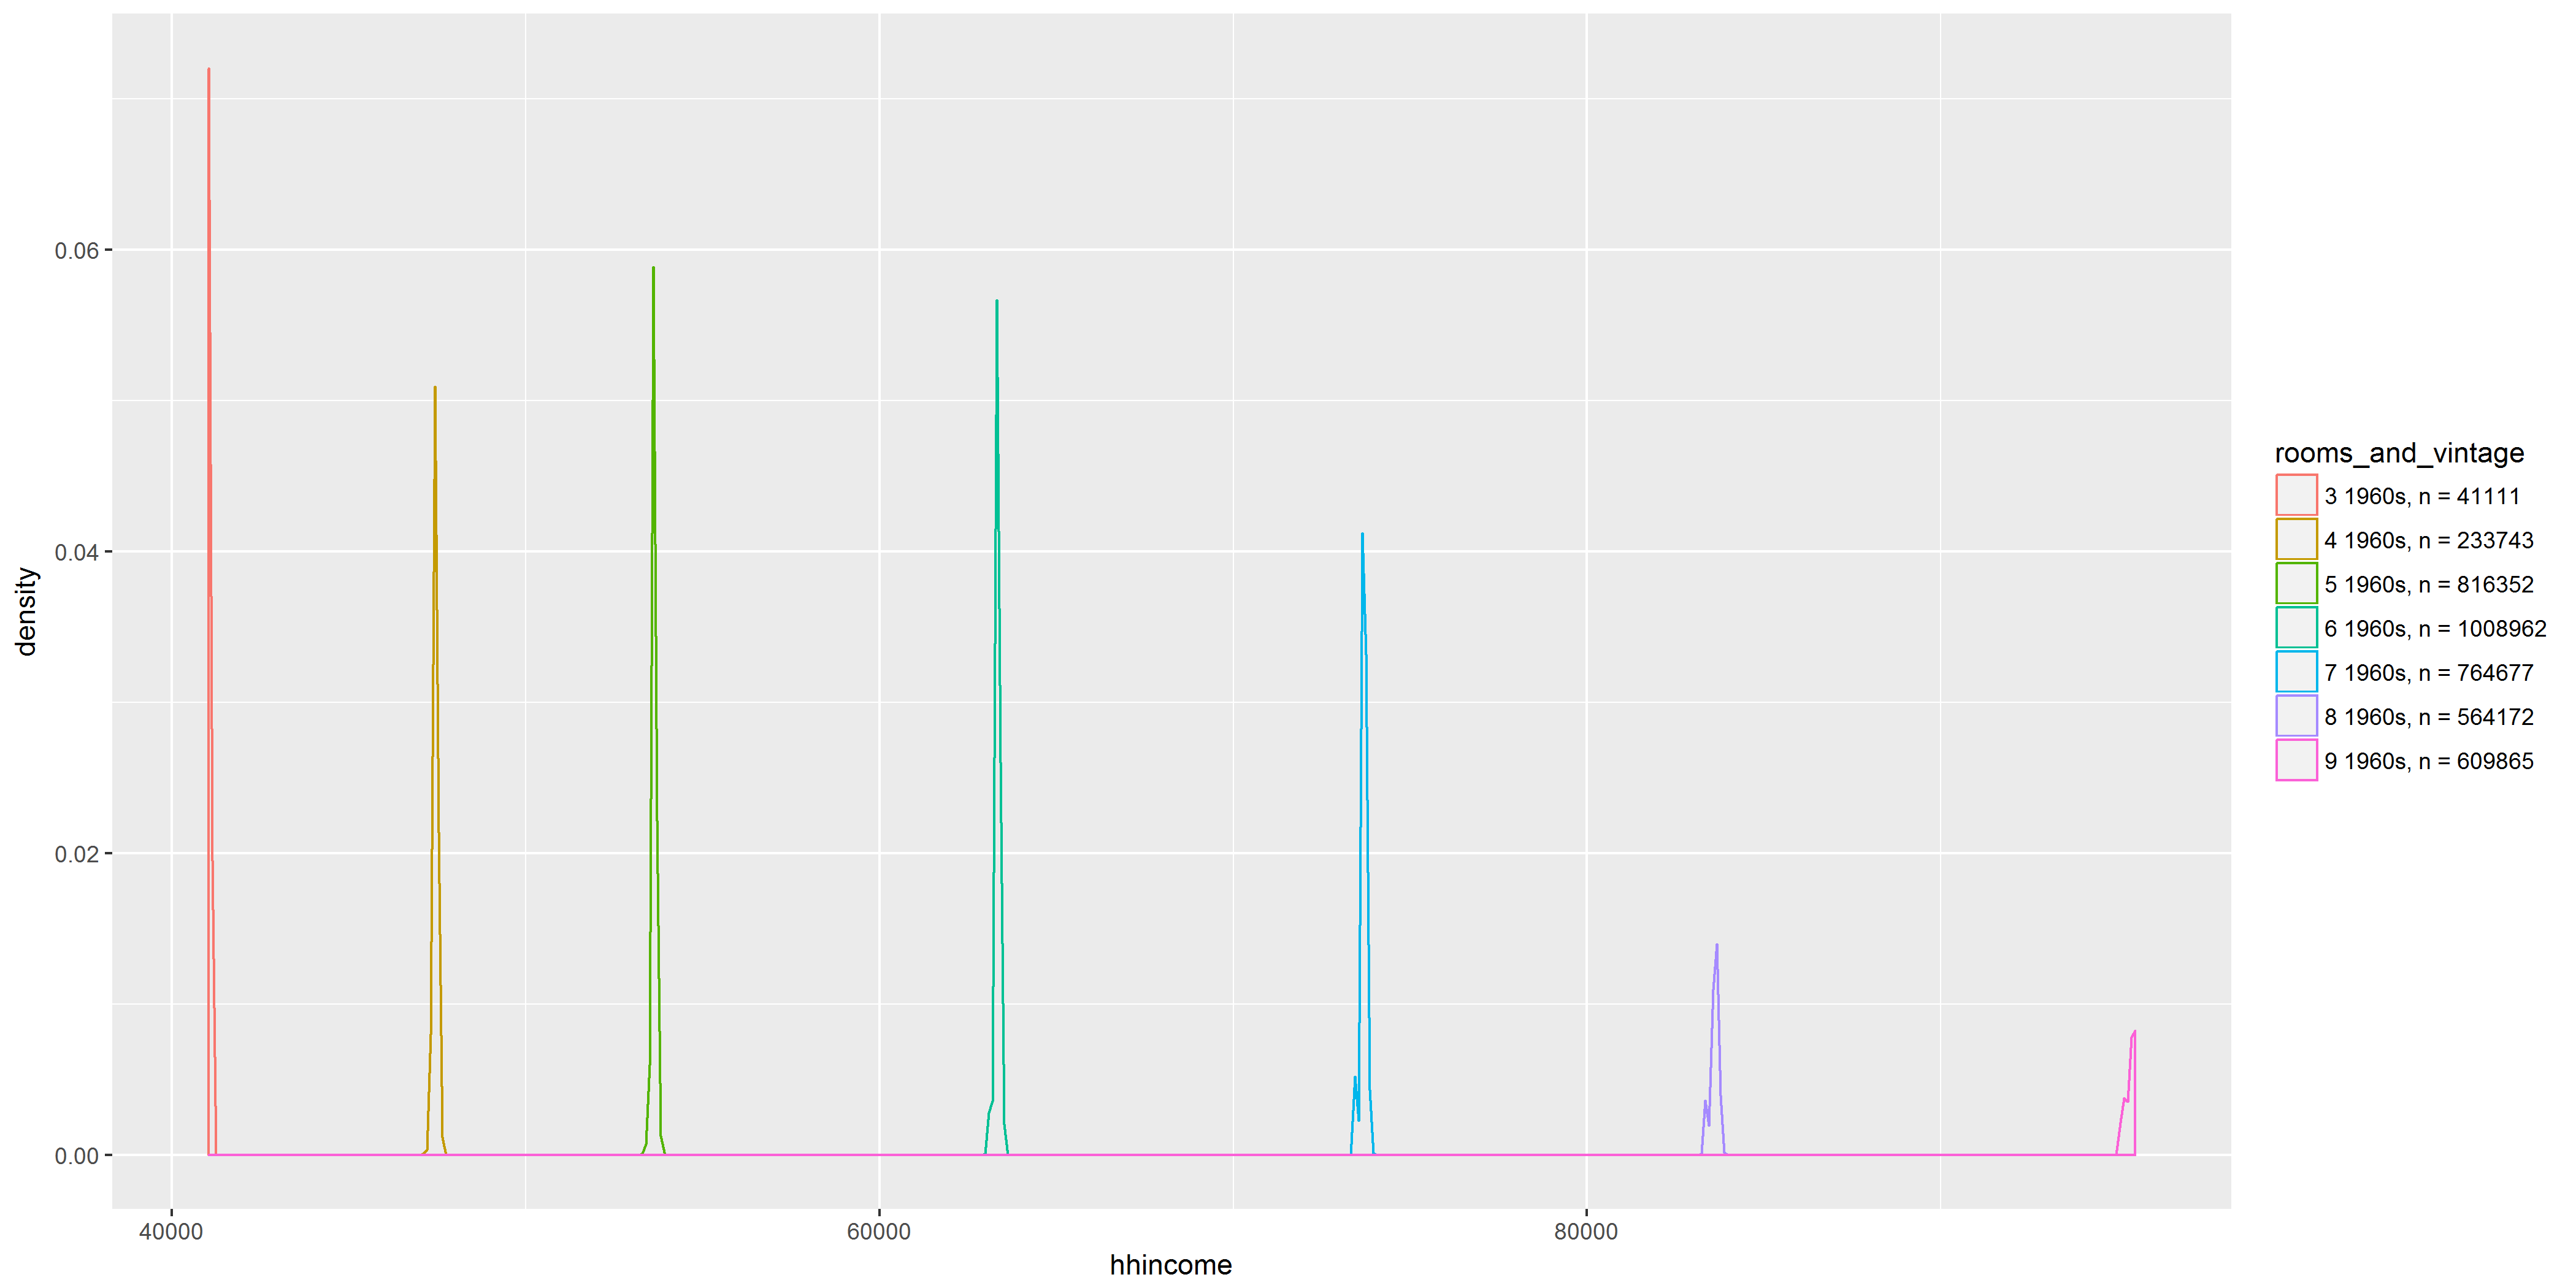 0.06
0.04
0.02
0.00
density
40000
60000
80000
hhincome
rooms_and_vintage
3 1960s, n = 41111
4 1960s, n = 233743
5 1960s, n = 816352
6 1960s, n = 1008962
7 1960s, n = 764677
8 1960s, n = 564172
9 1960s, n = 609865